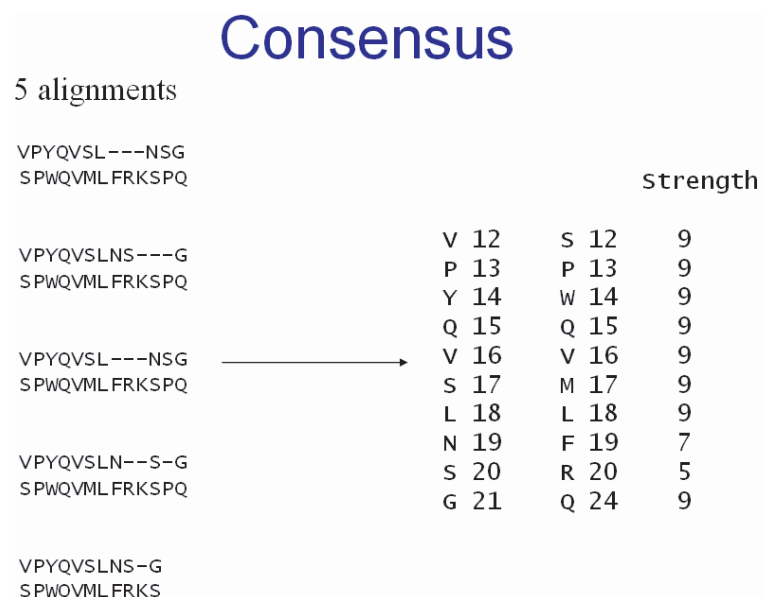 Consensus
5 alignments
VPYQVSL---NSG
SPWQVMLFRKSPQ
VPYQVSLNS---G
SPWQVMLFRKSPQ
VPYQVSL---NSG
SPWQVMLFRKSPQ
VPYQVSLN--S-G
SPWQVMLFRKSPQ
VPYQVSLNS-G
SPWQVMLFRKS
Strength
V 12 S 12 9
P 13 P 13 9
Y 14 W 14 9
Q 15 Q 15 9
V 16 V 16 9
S 17 M 17 9
L 18 L 18 9
N 19 F 19 7
S 20 R 20 5
G 21 Q 24 9